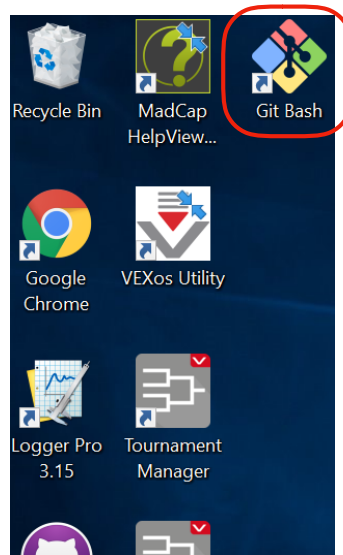 Recycle Bin
MadCap
HelpView...
Git Bash
Google
Chrome
VEXos Utility
Logger Pro
3.15
Tournament
Manager